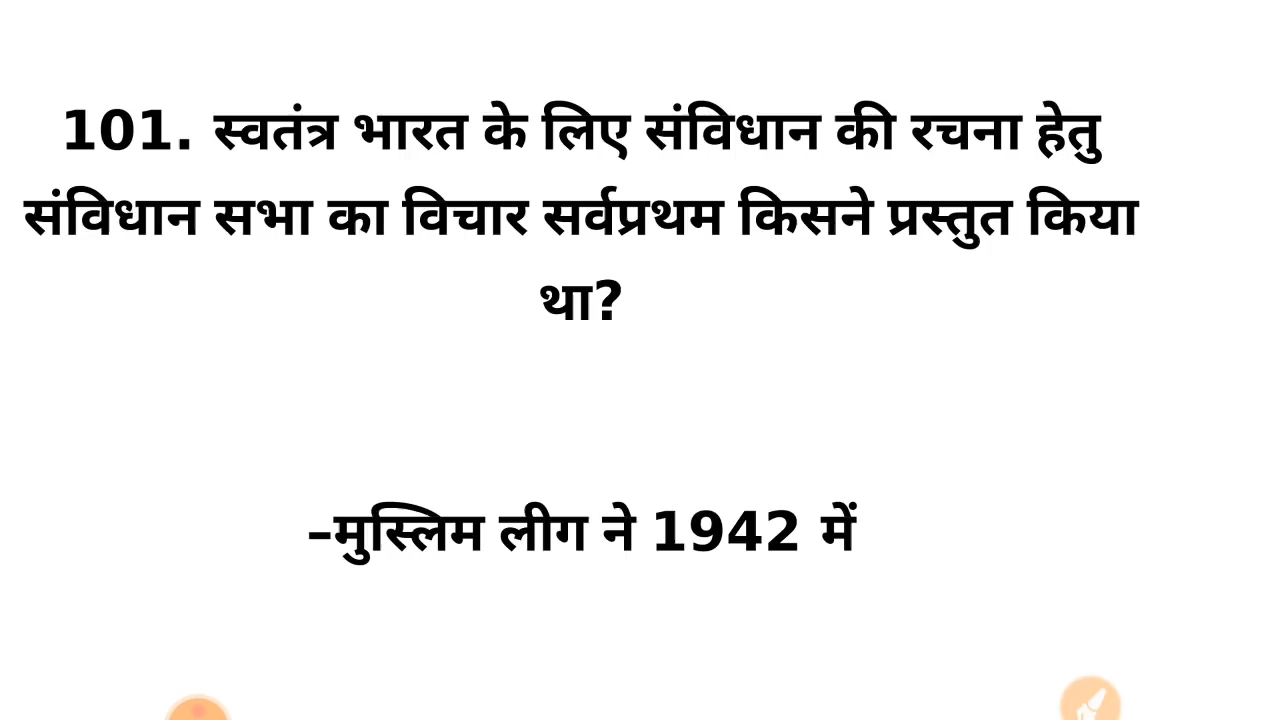 101. स्वतंत्र भारत के लिए संविधान की रचना हेतु
संविधान सभा का विचार सर्वप्रथम किसने प्रस्तुत किया
था?
–मुस्लिम लीग ने 1942 में